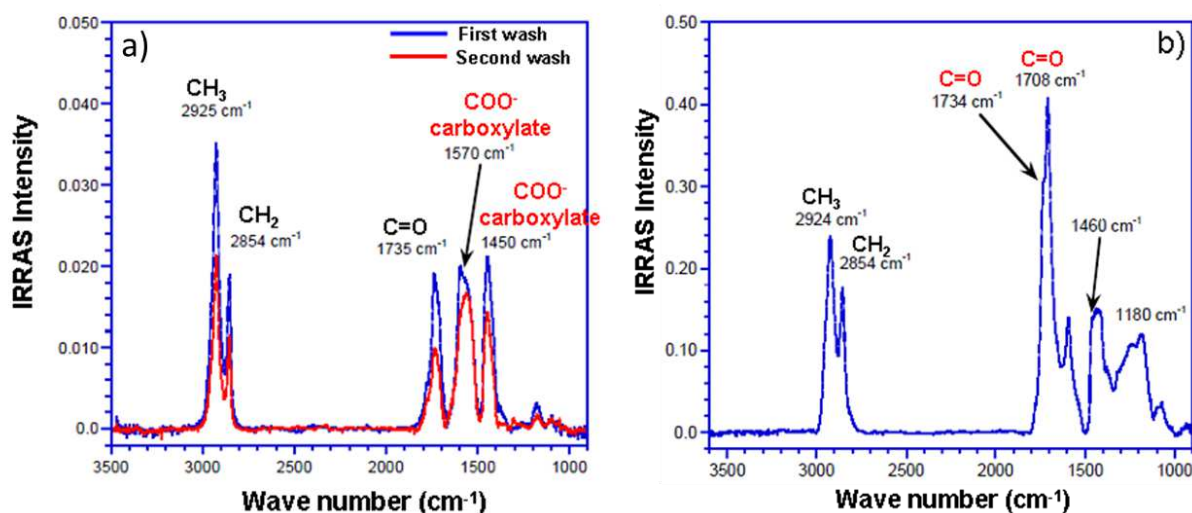 a)
First wash
Second wash
CH₃
2925 cm⁻¹
CH₂
2854 cm⁻¹
C=O
1735 cm⁻¹
COO⁻
carboxylate
1570 cm⁻¹
COO⁻
carboxylate
1450 cm⁻¹
IRRAS Intensity
0.050
0.040
0.030
0.020
0.010
0.0
3500 3000 2000 1500 1000
Wave number (cm⁻¹)
b)
C=O
1734 cm⁻¹
C=O
1708 cm⁻¹
CH₃
2924 cm⁻¹
CH₂
2854 cm⁻¹
1460 cm⁻¹
1180 cm⁻¹
IRRAS Intensity
0.50
0.40
0.30
0.20
0.10
0.0
3500 3000 2000 1500 1000
Wave number (cm⁻¹)